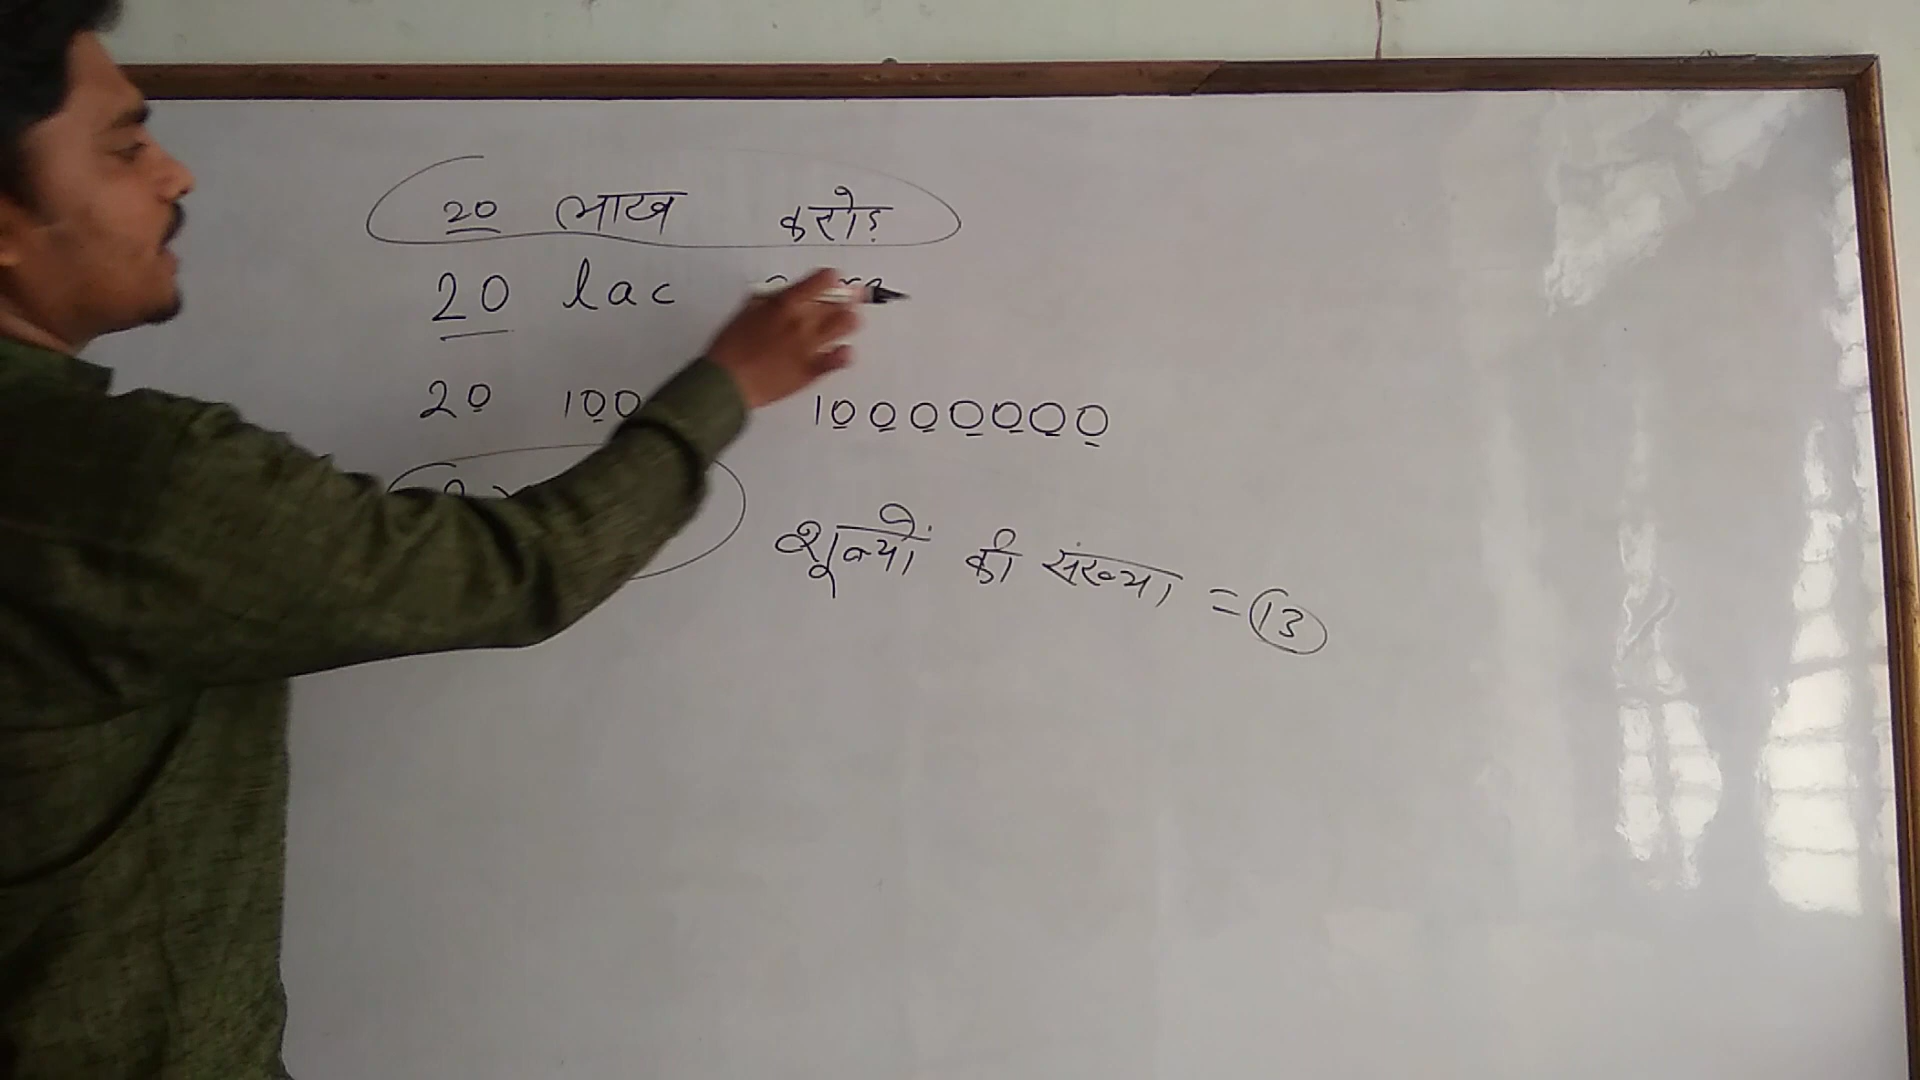 20 लाख करोड़
20 lac
20 100 10000000
शून्यों की संख्या = 13